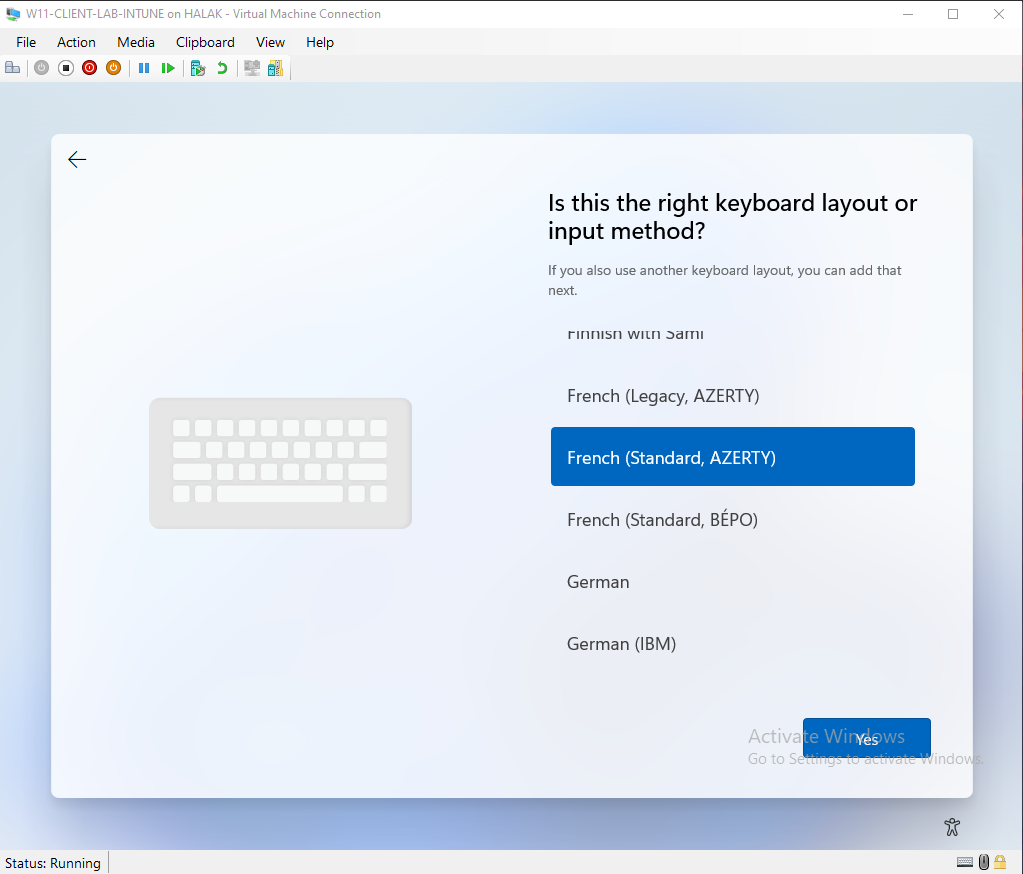 W11-CLIENT-LAB-INTUNE on HALAK - Virtual Machine Connection
File Action Media Clipboard View Help
Is this the right keyboard layout or
input method?
If you also use another keyboard layout, you can add that
next.
Finnish with Sami
French (Legacy, AZERTY)
French (Standard, AZERTY)
French (Standard, BÉPO)
German
German (IBM)
Yes
Activate Windows
Go to Settings to activate Windows.
Status: Running